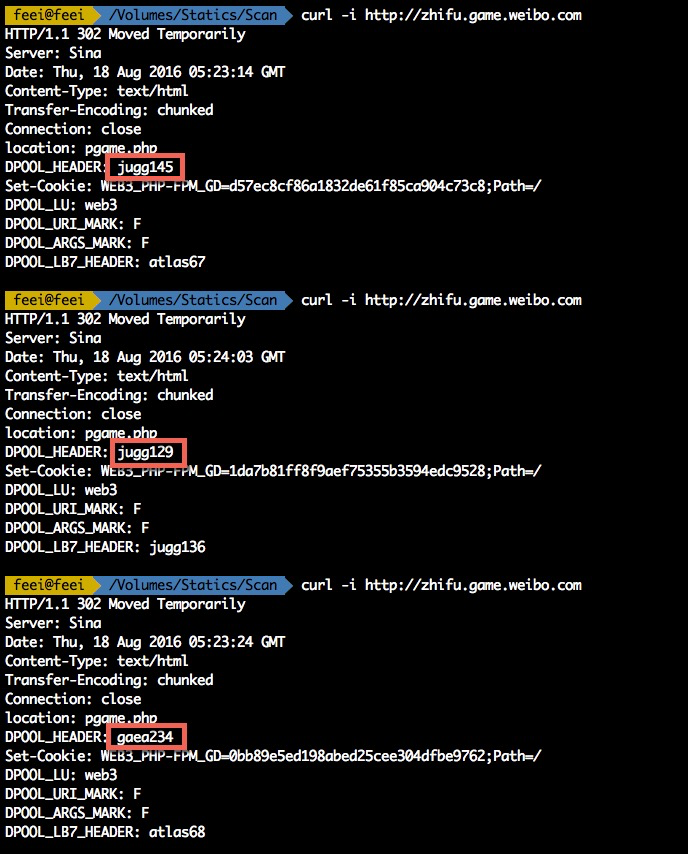 feei@feei /Volumes/Statics/Scan curl -i http://zhifu.game.weibo.com
HTTP/1.1 302 Moved Temporarily
Server: Sina
Date: Thu, 18 Aug 2016 05:23:14 GMT
Content-Type: text/html
Transfer-Encoding: chunked
Connection: close
location: pgame.php
DPOOL_HEADER: jugg145
Set-Cookie: WEB3_PHP-FPM_GD=d57ec8cf86a1832de61f85ca904c73c8;Path=/
DPOOL_LU: web3
DPOOL_URI_MARK: F
DPOOL_ARGS_MARK: F
DPOOL_LB7_HEADER: atlas67
feei@feei /Volumes/Statics/Scan curl -i http://zhifu.game.weibo.com
HTTP/1.1 302 Moved Temporarily
Server: Sina
Date: Thu, 18 Aug 2016 05:24:03 GMT
Content-Type: text/html
Transfer-Encoding: chunked
Connection: close
location: pgame.php
DPOOL_HEADER: jugg129
Set-Cookie: WEB3_PHP-FPM_GD=1da7b81ff8f9aef75355b3594edc9528;Path=/
DPOOL_LU: web3
DPOOL_URI_MARK: F
DPOOL_ARGS_MARK: F
DPOOL_LB7_HEADER: jugg136
feei@feei /Volumes/Statics/Scan curl -i http://zhifu.game.weibo.com
HTTP/1.1 302 Moved Temporarily
Server: Sina
Date: Thu, 18 Aug 2016 05:23:24 GMT
Content-Type: text/html
Transfer-Encoding: chunked
Connection: close
location: pgame.php
DPOOL_HEADER: gaea234
Set-Cookie: WEB3_PHP-FPM_GD=0bb89e5ed198abed25cee304dfbe9762;Path=/
DPOOL_LU: web3
DPOOL_URI_MARK: F
DPOOL_ARGS_MARK: F
DPOOL_LB7_HEADER: atlas68